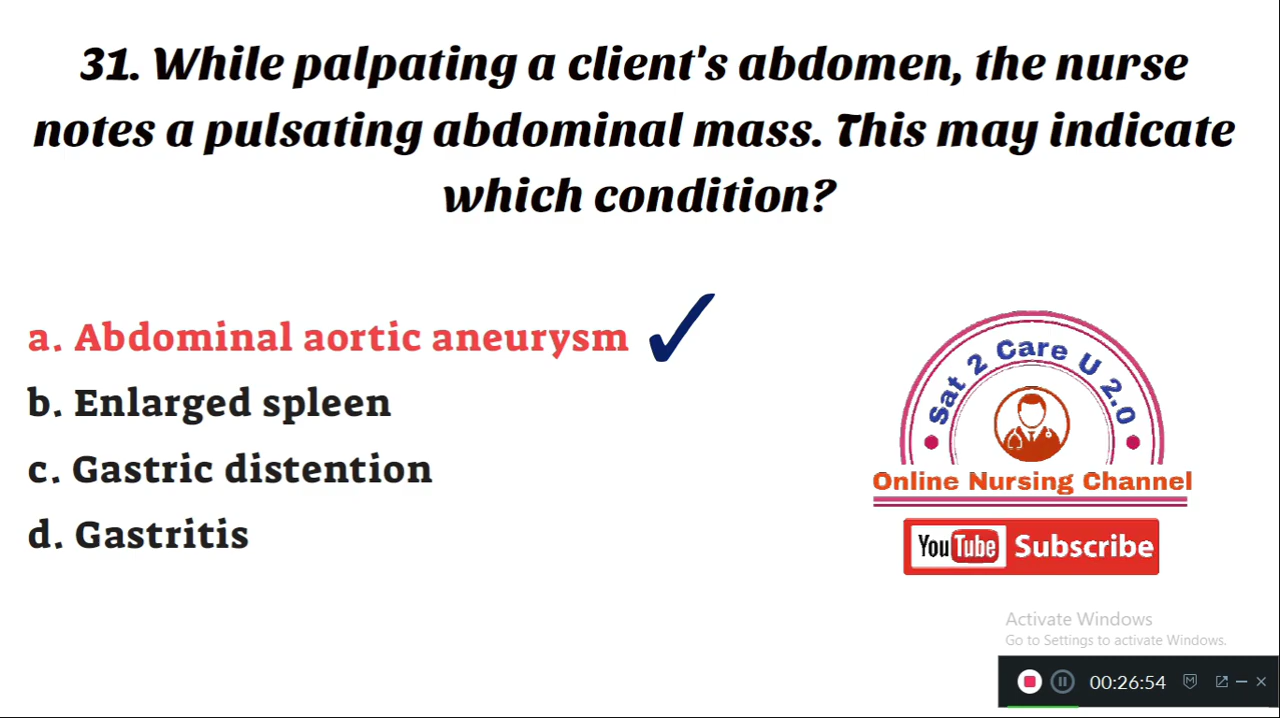 31. While palpating a client's abdomen, the nurse
notes a pulsating abdominal mass. This may indicate
which condition?
a. Abdominal aortic aneurysm
b. Enlarged spleen
c. Gastric distention
d. Gastritis
Sat 2 Care U 2.0
Online Nursing Channel
YouTube Subscribe
Activate Windows
Go to Settings to activate Windows.
00:26:54